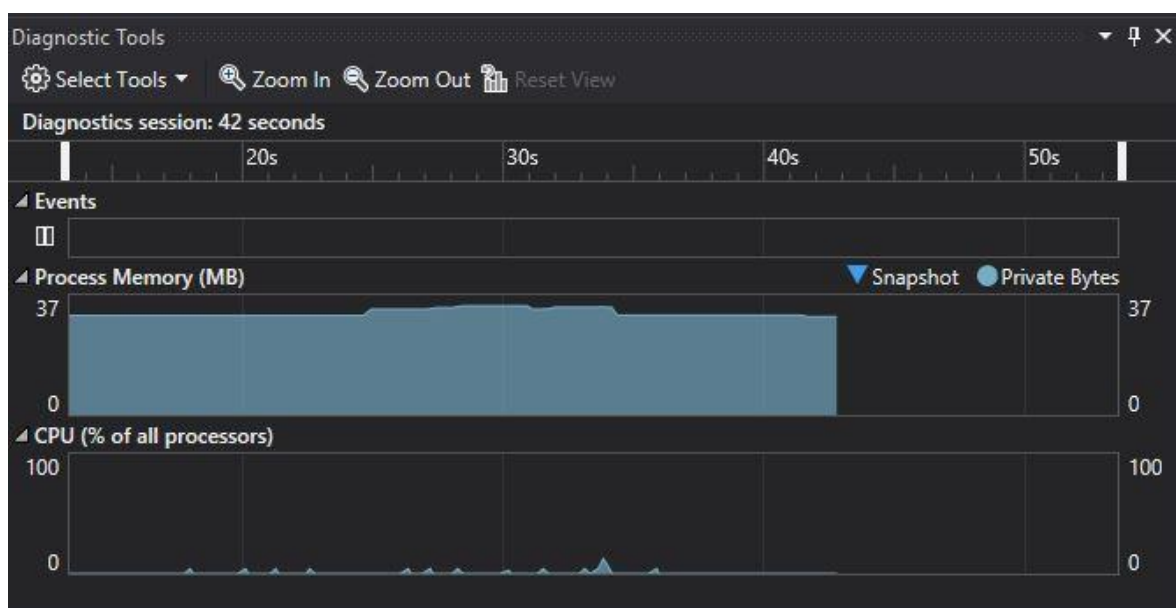 Diagnostic Tools
Select Tools Zoom In Zoom Out Reset View
Diagnostics session: 42 seconds
20s 30s 40s 50s
Events
Process Memory (MB) Snapshot Private Bytes
37 37
0 0
CPU (% of all processors)
100 100
0 0